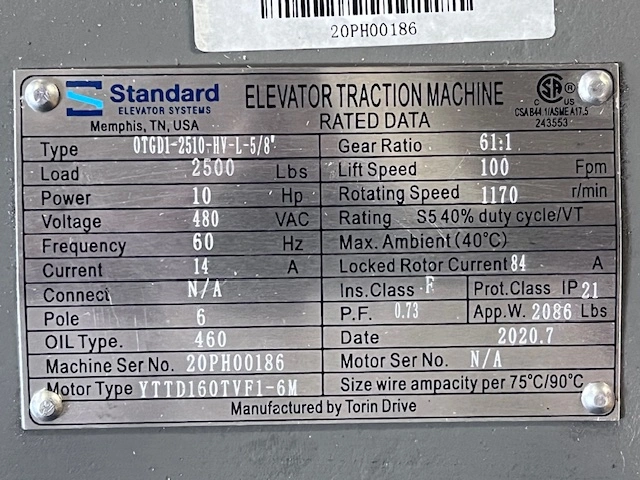 20PH00186
Standard
ELEVATOR SYSTEMS
Memphis, TN, USA
ELEVATOR TRACTION MACHINE
RATED DATA
CSA B44.1/ASME A17.5
243553
C US
Type OTGD1-2510-HV-L-5/8" Gear Ratio 61:1
Load 2500 Lbs Lift Speed 100 Fpm
Power 10 Hp Rotating Speed 1170 r/min
Voltage 480 VAC Rating S5 40% duty cycle/VT
Frequency 60 Hz Max. Ambient (40°C)
Current 14 A Locked Rotor Current 84 A
Connect N/A Ins.Class F Prot.Class IP 21
Pole 6 P.F. 0.73 App.W. 2086 Lbs
OIL Type. 460 Date 2020.7
Machine Ser No. 20PH00186 Motor Ser No. N/A
Motor Type YTTD160TVF1-6M Size wire ampacity per 75°C/90°C
Manufactured by Torin Drive